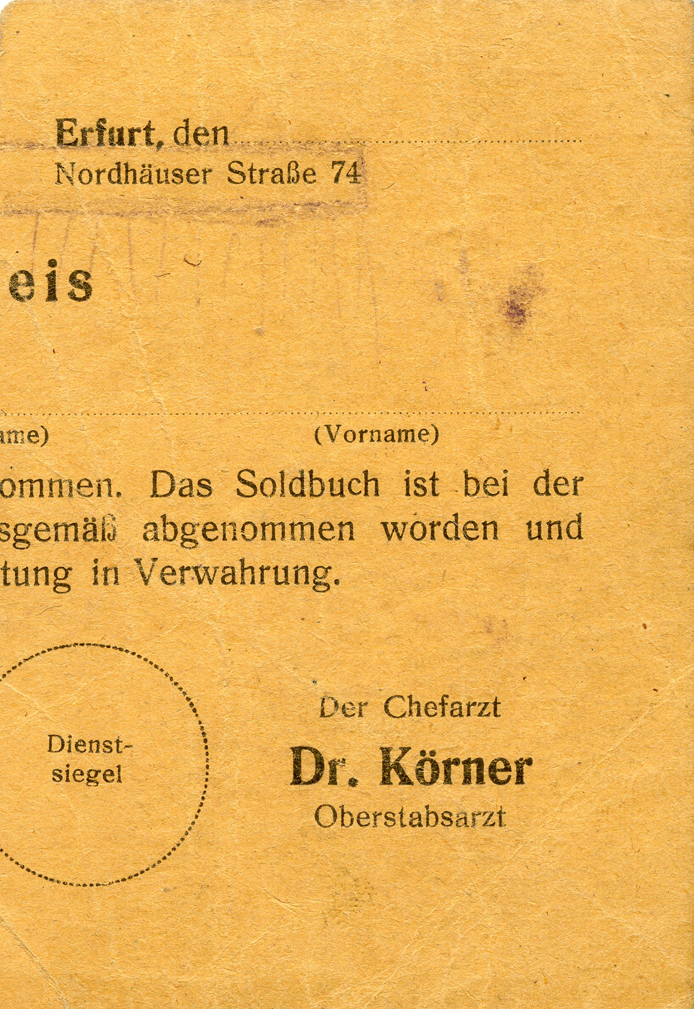 Erfurt, den
Nordhäuser Straße 74
eis
ame) (Vorname)
ommen. Das Soldbuch ist bei der
sgemäß abgenommen worden und
tung in Verwahrung.
Dienst-
siegel
Der Chefarzt
Dr. Körner
Oberstabsarzt